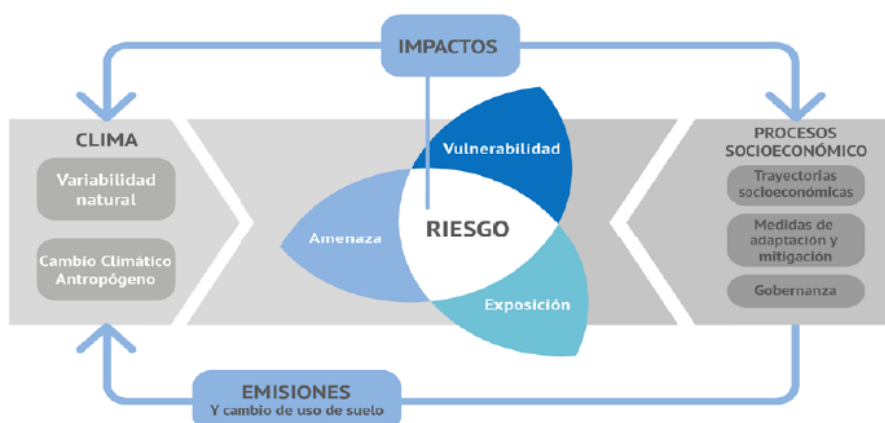 IMPACTOS
CLIMA
Variabilidad
natural
Cambio Climático
Antropógeno
Vulnerabilidad
Amenaza
RIESGO
Exposición
PROCESOS
SOCIOECONÓMICO
Trayectorias
socioeconómicas
Medidas de
adaptación y
mitigación
Gobernanza
EMISIONES
Y cambio de uso de suelo